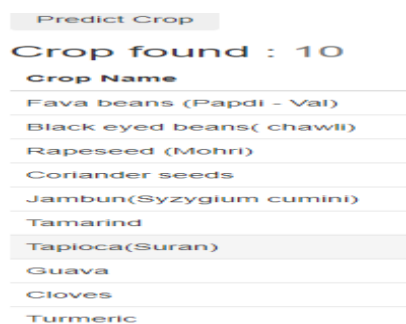 Predict Crop
Crop found : 10
Crop Name
Fava beans (Papdi - Val)
Black eyed beans( chawli)
Rapeseed (Mohri)
Coriander seeds
Jambun(Syzygium cumini)
Tamarind
Tapioca(Suran)
Guava
Cloves
Turmeric